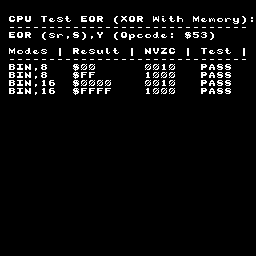 CPU Test EOR (XOR With Memory):
--------------------------------
EOR (sr,S),Y (Opcode: $53)
--------------------------------
Modes | Result | NVZC | Test |
--------------------------------
BIN,8 $00 0010 PASS
BIN,8 $FF 1000 PASS
BIN,16 $0000 0010 PASS
BIN,16 $FFFF 1000 PASS